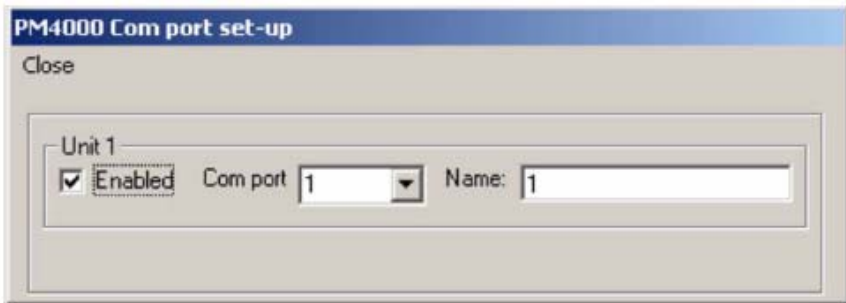 PM4000 Com port set-up
Close
Unit 1
Enabled Com port 1 Name: 1